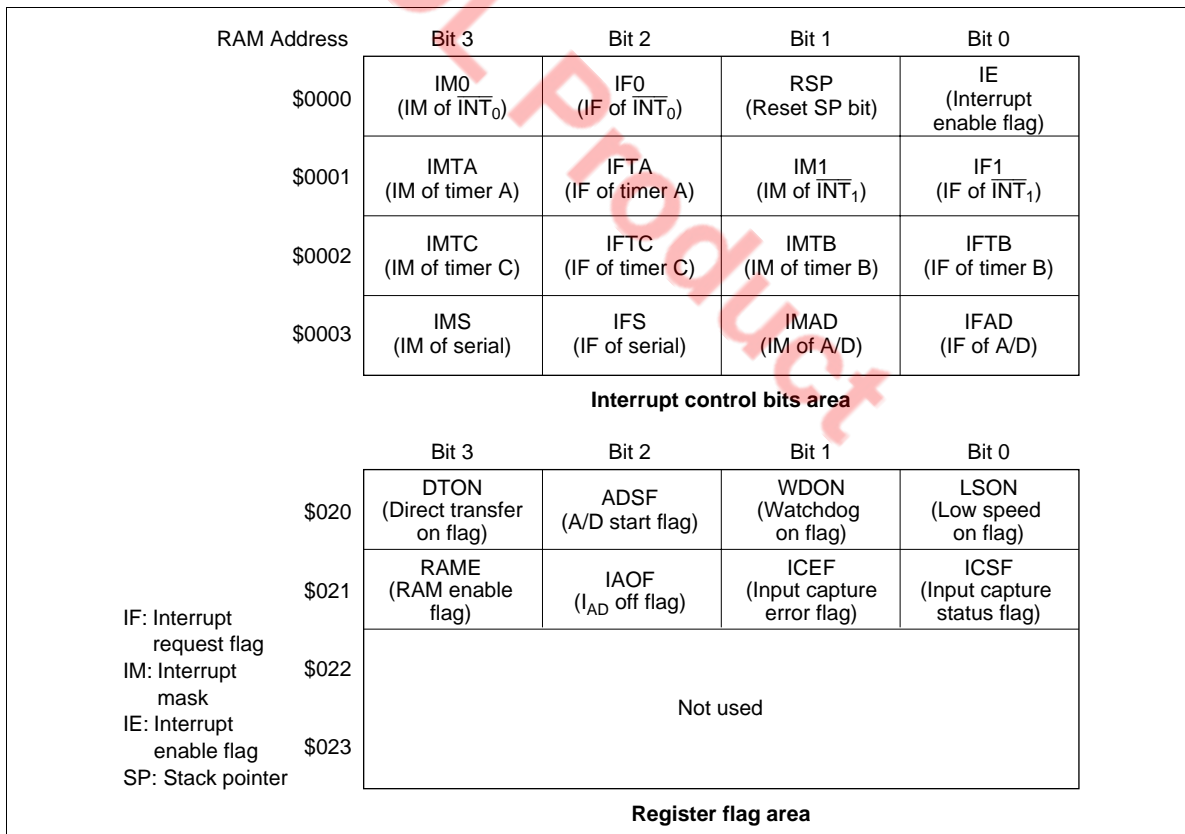 RAM Address Bit 3 Bit 2 Bit 1 Bit 0
$0000
IM0
(IM of INT0)
IF0
(IF of INT0)
RSP
(Reset SP bit)
IE
(Interrupt
enable flag)
$0001
IMTA
(IM of timer A)
IFTA
(IF of timer A)
IM1
(IM of INT1)
IF1
(IF of INT1)
$0002
IMTC
(IM of timer C)
IFTC
(IF of timer C)
IMTB
(IM of timer B)
IFTB
(IF of timer B)
$0003
IMS
(IM of serial)
IFS
(IF of serial)
IMAD
(IM of A/D)
IFAD
(IF of A/D)
Interrupt control bits area
Bit 3 Bit 2 Bit 1 Bit 0
$020
DTON
(Direct transfer
on flag)
ADSF
(A/D start flag)
WDON
(Watchdog
on flag)
LSON
(Low speed
on flag)
$021
RAME
(RAM enable
flag)
IAOF
(IAD off flag)
ICEF
(Input capture
error flag)
ICSF
(Input capture
status flag)
$022
$023
Not used
IF: Interrupt
request flag
IM: Interrupt
mask
IE: Interrupt
enable flag
SP: Stack pointer
Register flag area
L Product